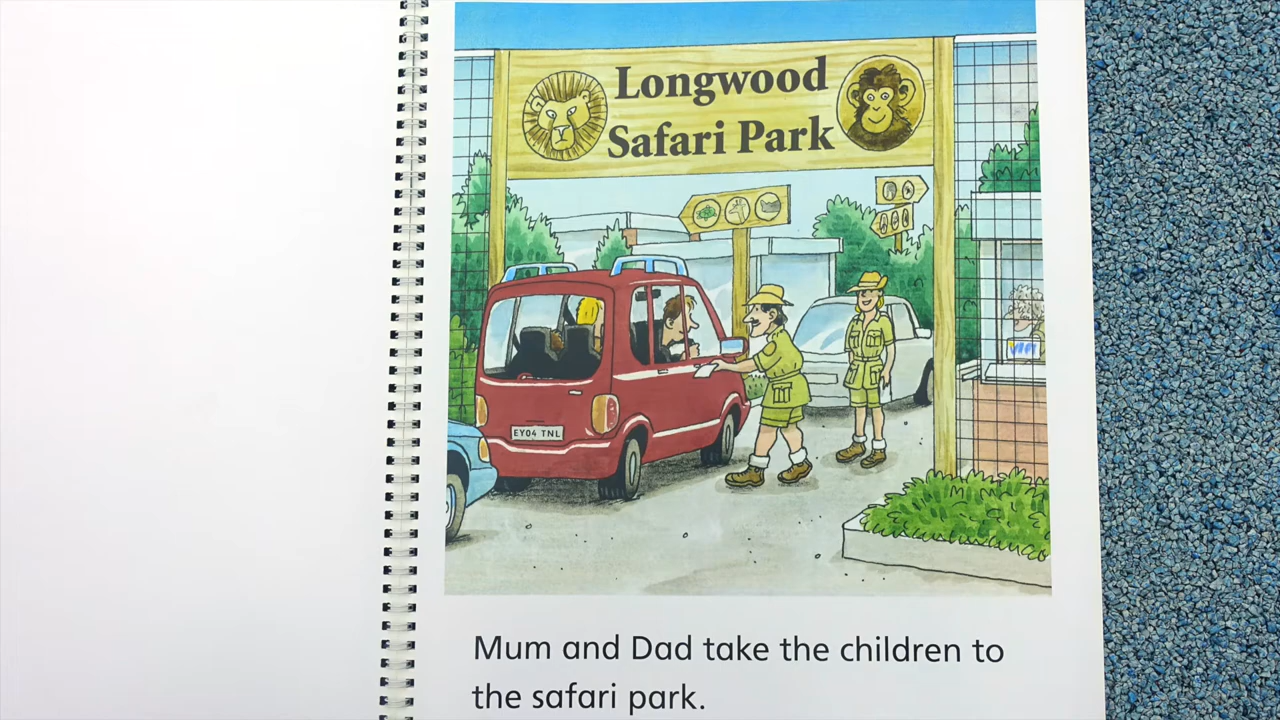 Longwood
Safari Park
EY04 TNL
Mum and Dad take the children to
the safari park.